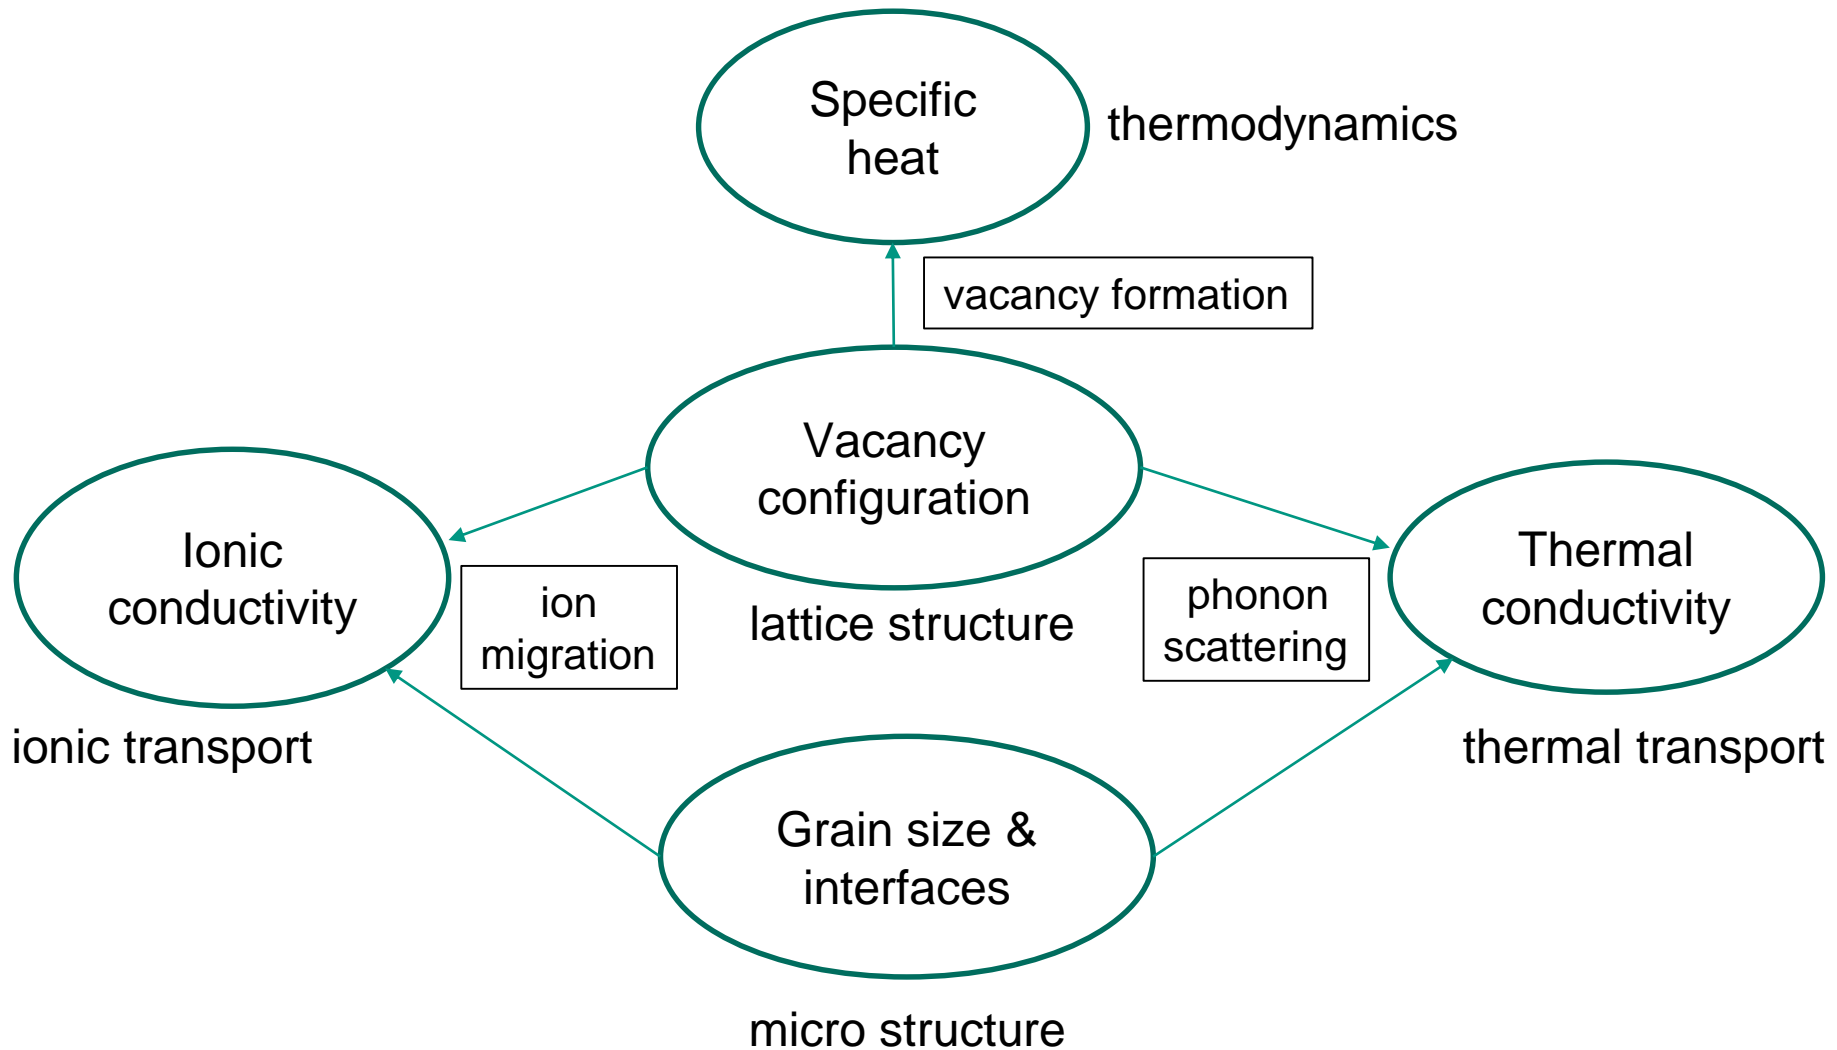 Specific
heat
thermodynamics
vacancy formation
Vacancy
configuration
lattice structure
Ionic
conductivity
ion
migration
ionic transport
phonon
scattering
Thermal
conductivity
thermal transport
Grain size &
interfaces
micro structure